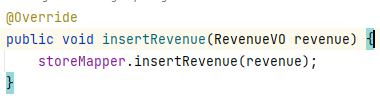 @Override
public void insertRevenue(RevenueVO revenue) {
    storeMapper.insertRevenue(revenue);
}